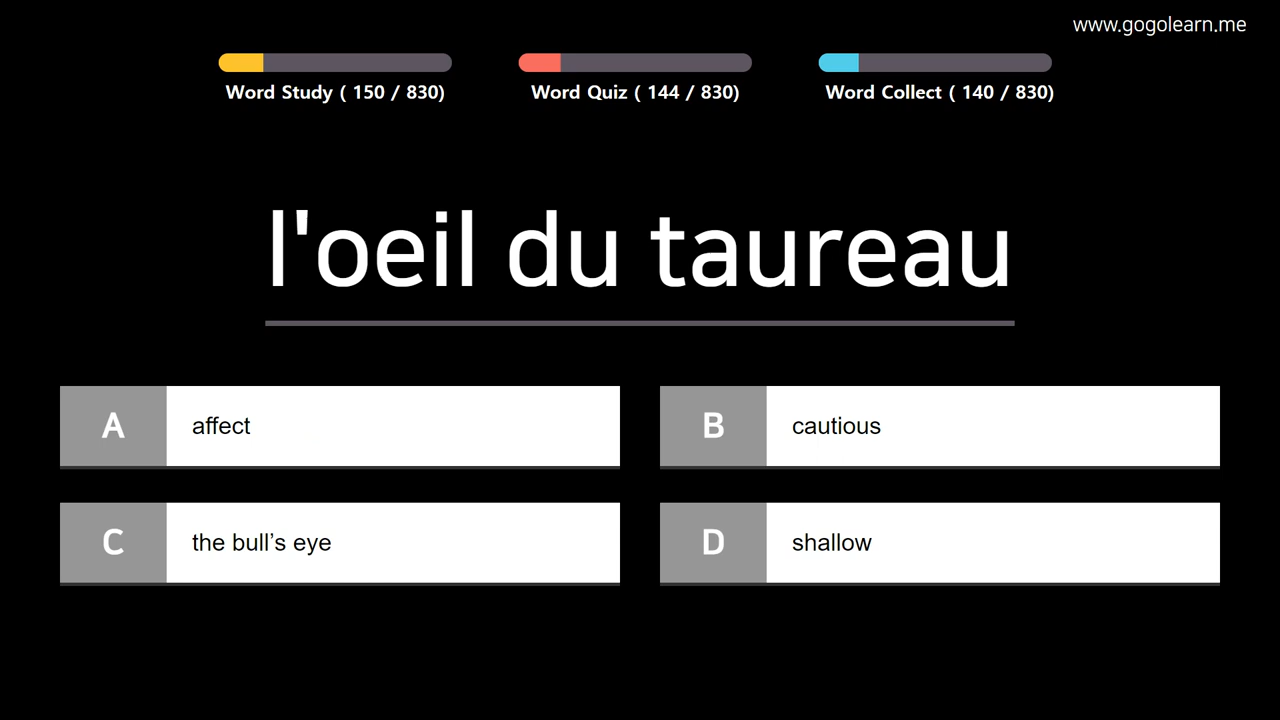 www.gogolearn.me
Word Study ( 150 / 830)
Word Quiz ( 144 / 830)
Word Collect ( 140 / 830)
l'oeil du taureau
A affect
B cautious
C the bull’s eye
D shallow